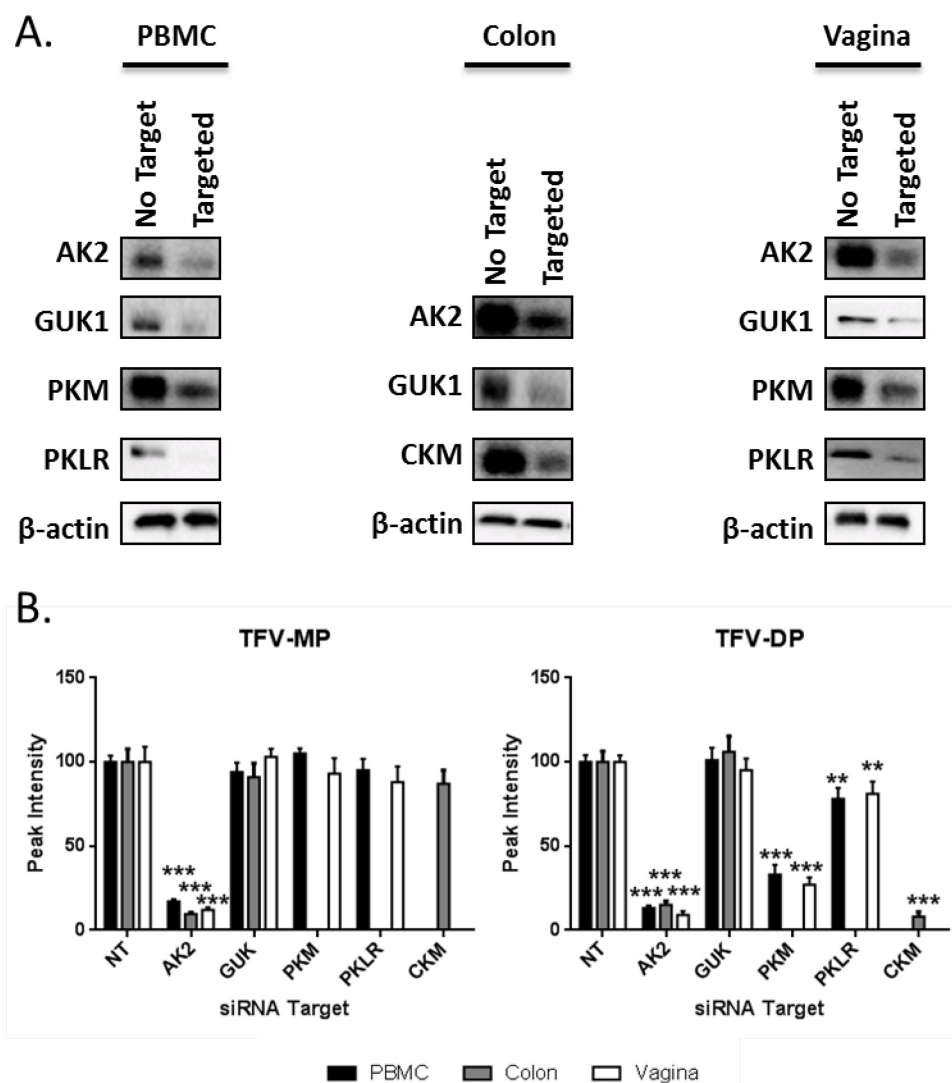 A.
PBMC
Colon
Vagina
No Target
Targeted
No Target
Targeted
No Target
Targeted
AK2
GUK1
PKM
PKLR
β-actin
AK2
GUK1
CKM
β-actin
AK2
GUK1
PKM
PKLR
β-actin
B.
TFV-MP
150
100
50
0
Peak Intensity
***
***
***
NT
AK2
GUK
PKM
PKLR
CKM
siRNA Target
TFV-DP
150
100
50
0
Peak Intensity
***
***
***
***
***
**
**
***
NT
AK2
GUK
PKM
PKLR
CKM
siRNA Target
PBMC Colon Vagina